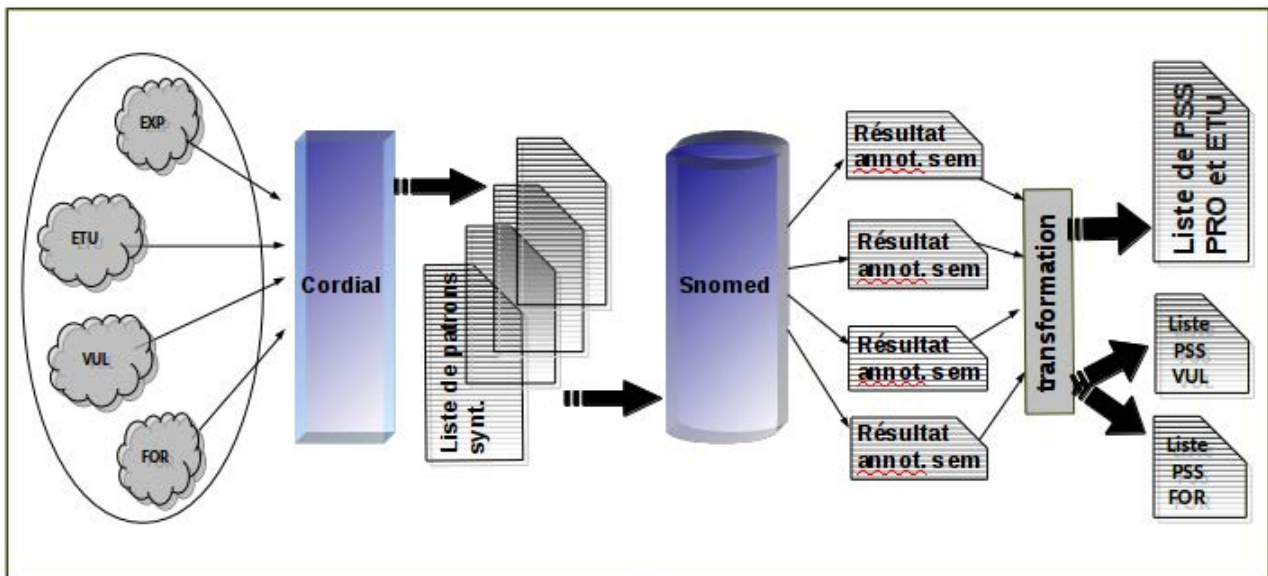 EXP
ETU
VUL
FOR
Cordial
Liste de patrons
synt.
Snomed
Résultat
annot. sem
Résultat
annot. sem
Résultat
annot. sem
Résultat
annot. sem
transformation
Liste de PSS
PRO et ETU
Liste
PSS
VUL
Liste
PSS
FOR